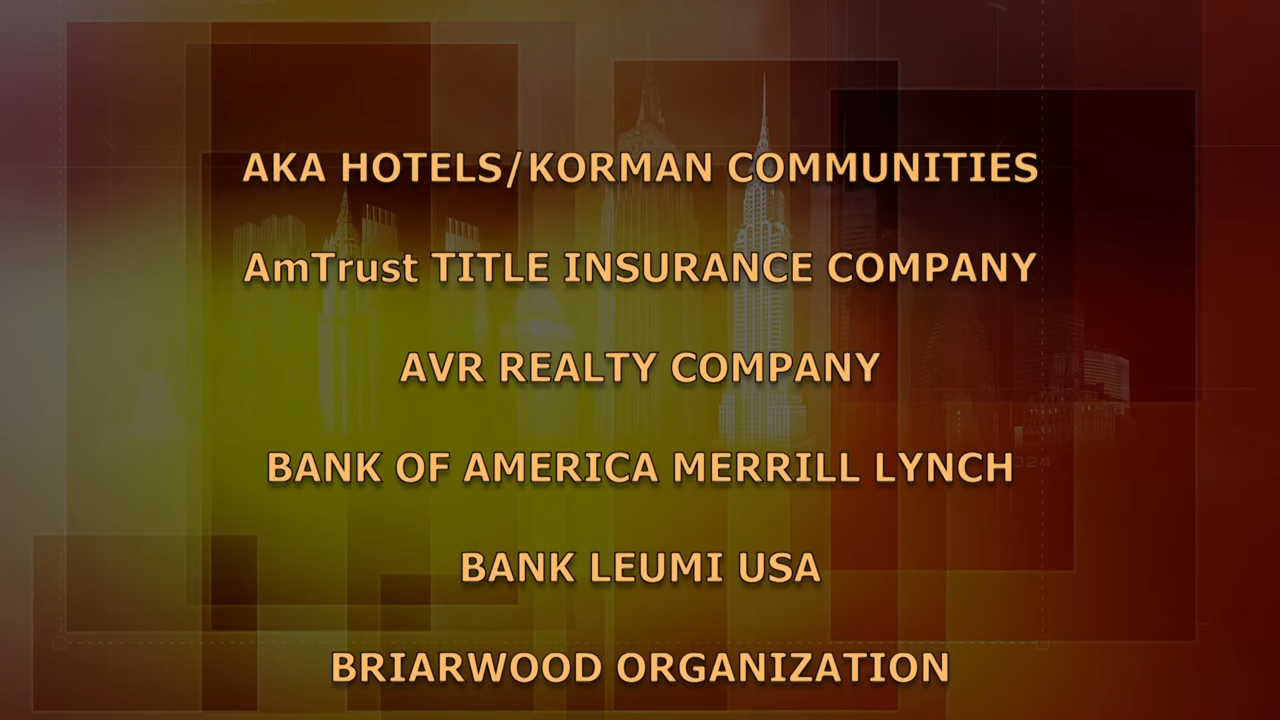 AKA HOTELS/KORMAN COMMUNITIES
AmTrust TITLE INSURANCE COMPANY
AVR REALTY COMPANY
BANK OF AMERICA MERRILL LYNCH
BANK LEUMI USA
BRIARWOOD ORGANIZATION